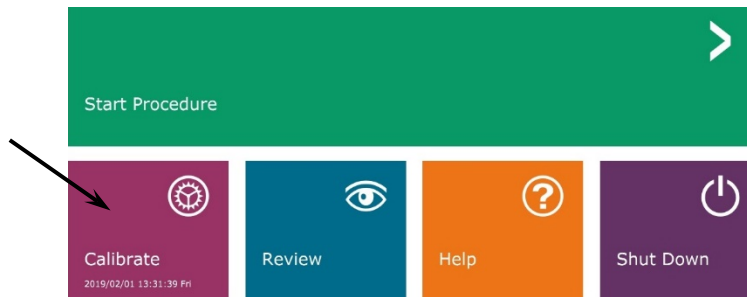 Start Procedure
Calibrate
2019/02/01 13:31:39 Fri
Review
Help
Shut Down